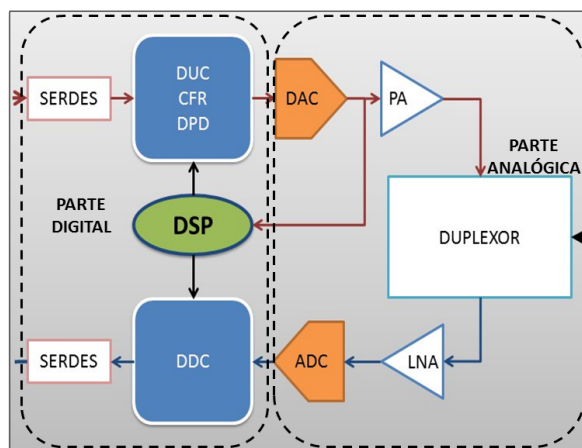 SERDES
DUC
CFR
DPD
DAC
PA
PARTE
ANALÓGICA
PARTE
DIGITAL
DSP
DUPLEXOR
SERDES
DDC
ADC
LNA